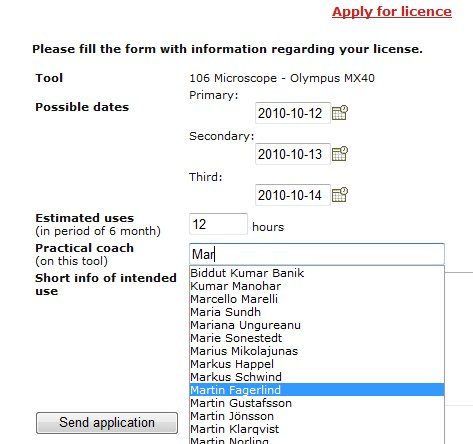 Apply for licence
Please fill the form with information regarding your license.
Tool 106 Microscope - Olympus MX40
Possible dates Primary:
2010-10-12
Secondary:
2010-10-13
Third:
2010-10-14
Estimated uses
(in period of 6 month) 12 hours
Practical coach
(on this tool) Mar
Short info of intended
use
Biddut Kumar Banik
Kumar Manohar
Marcello Marelli
Maria Sundh
Mariana Ungureanu
Marie Sonestedt
Marius Mikolajunas
Markus Happel
Markus Schwind
Martin Fagerlind
Martin Gustafsson
Martin Jönsson
Martin Klarqvist
Martin Norling
Send application